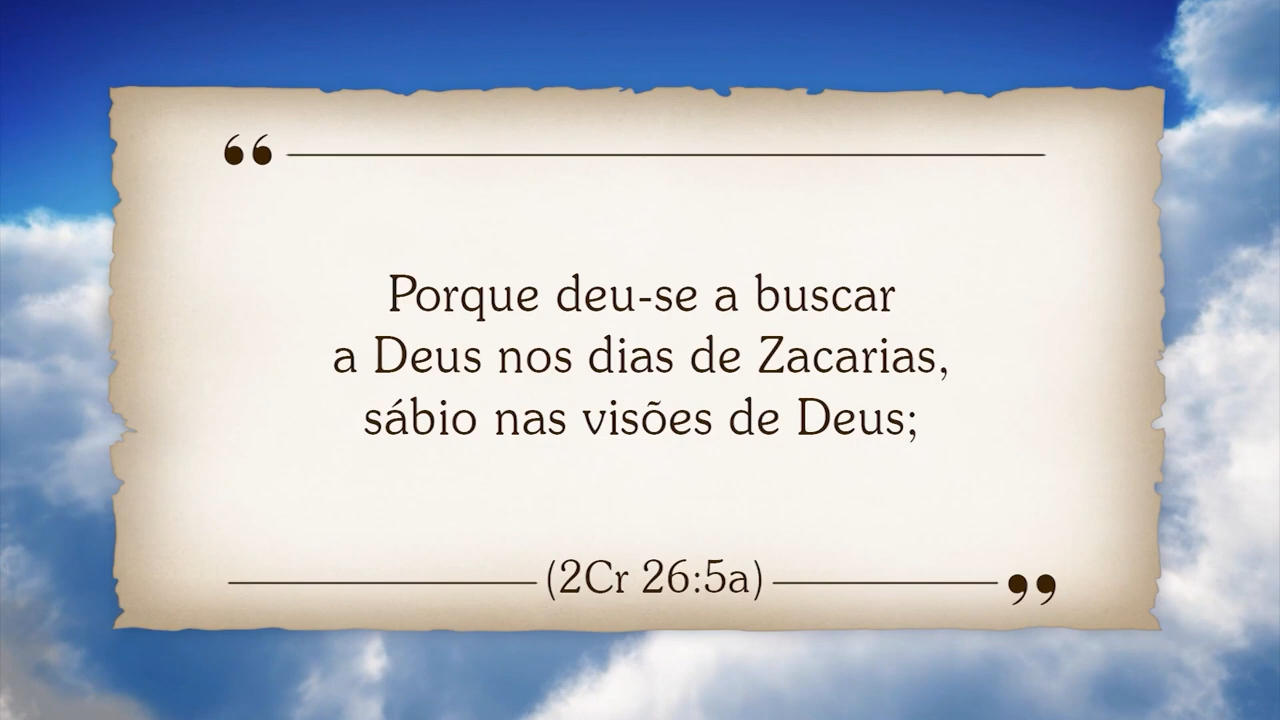 “
Porque deu-se a buscar
a Deus nos dias de Zacarias,
sábio nas visões de Deus;
(2Cr 26:5a)
”